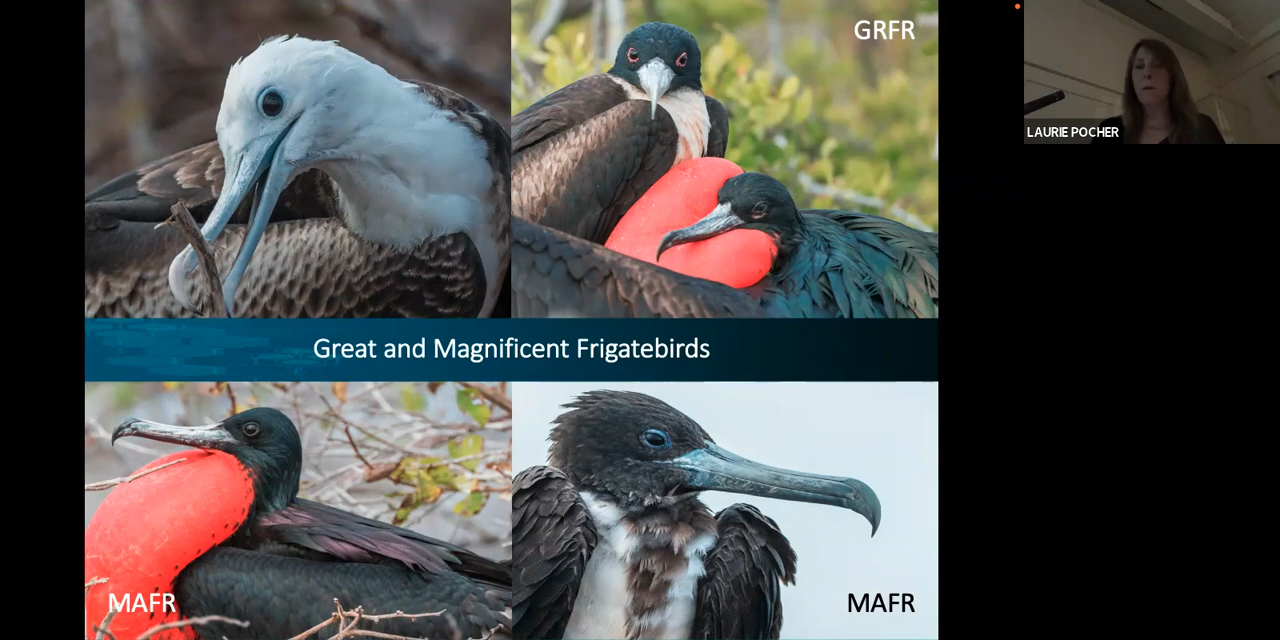 GRFR
LAURIE POCHER
Great and Magnificent Frigatebirds
MAFR
MAFR